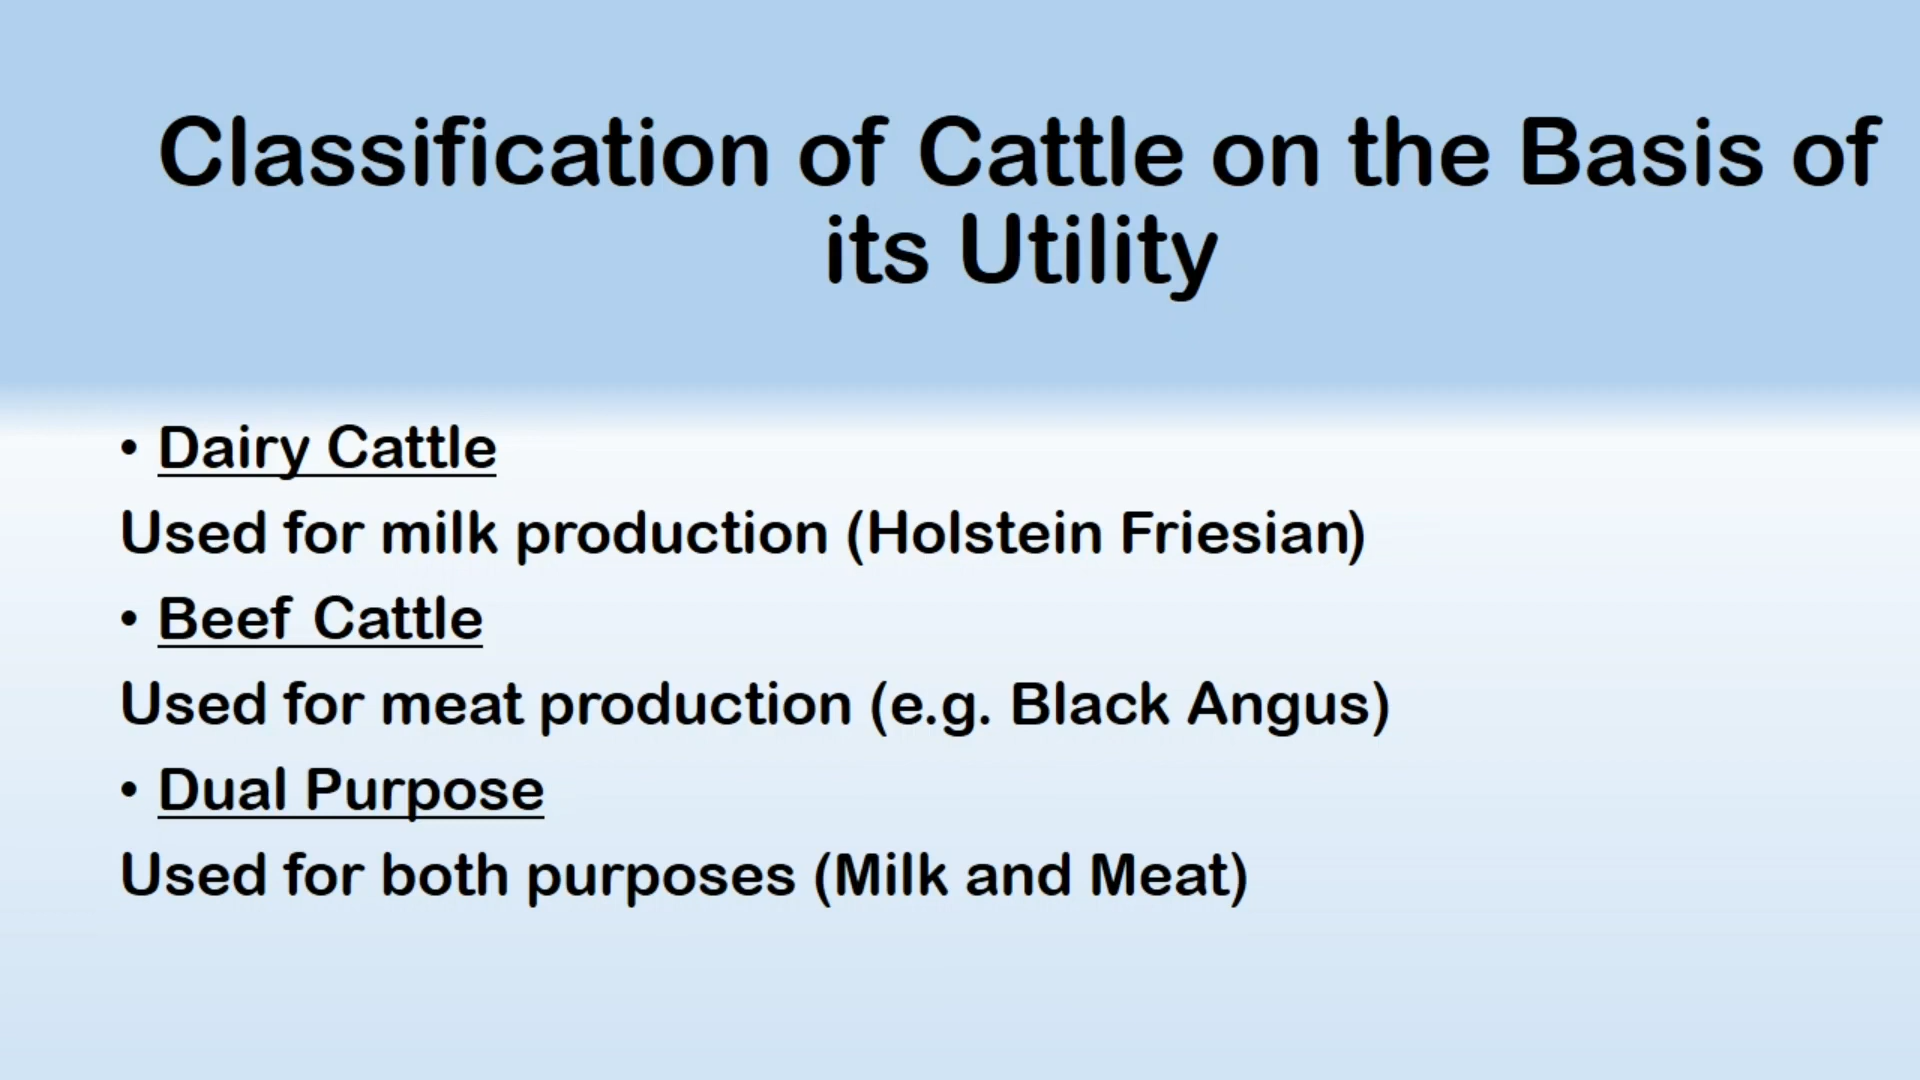 Classification of Cattle on the Basis of
its Utility
• Dairy Cattle
Used for milk production (Holstein Friesian)
• Beef Cattle
Used for meat production (e.g. Black Angus)
• Dual Purpose
Used for both purposes (Milk and Meat)